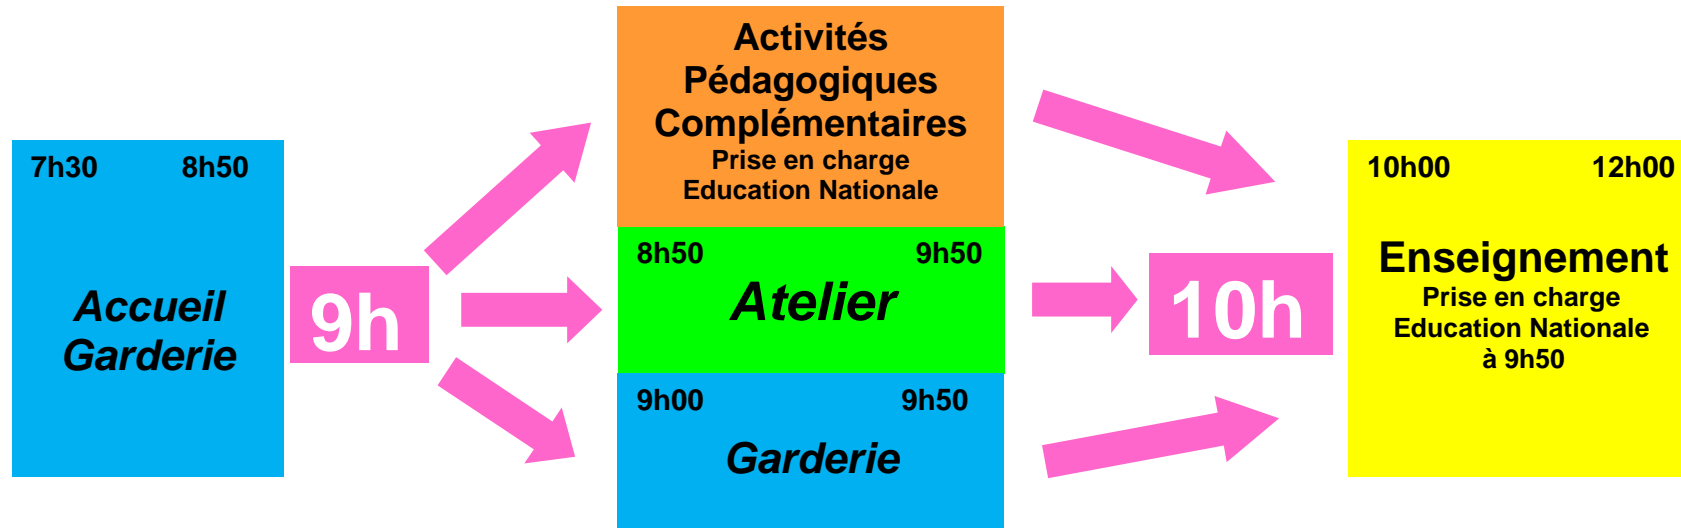 7h30 8h50
Accueil
Garderie
9h
Activités
Pédagogiques
Complémentaires
Prise en charge
Education Nationale
8h50 9h50
Atelier
9h00 9h50
Garderie
10h
10h00 12h00
Enseignement
Prise en charge
Education Nationale
à 9h50